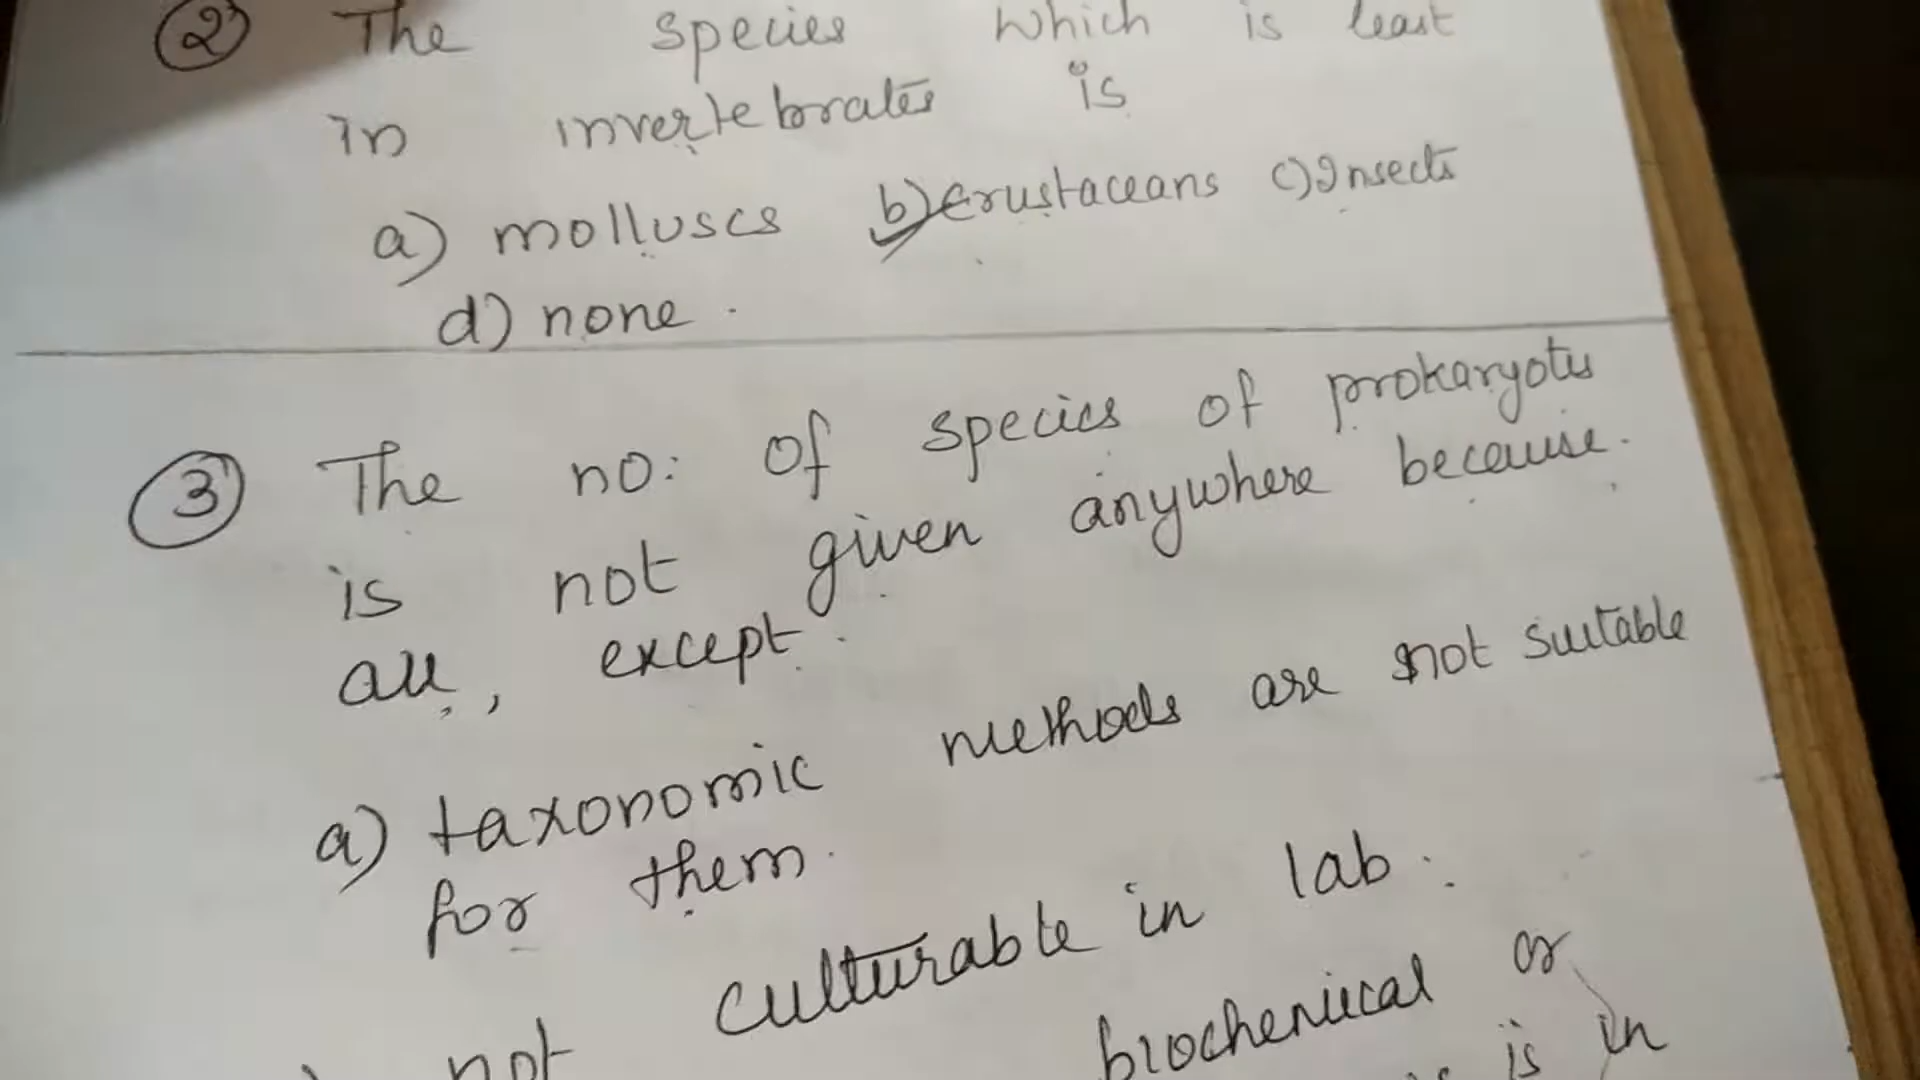 ② The species which is least
in invertebrates is
a) molluscs b) crustaceans c) Insects
d) none.
③ The no: of species of prokaryotes
is not given anywhere because.
all, except.
a) taxonomic methods are not suitable
for them.
not culturable in lab.
biochemical or
is in